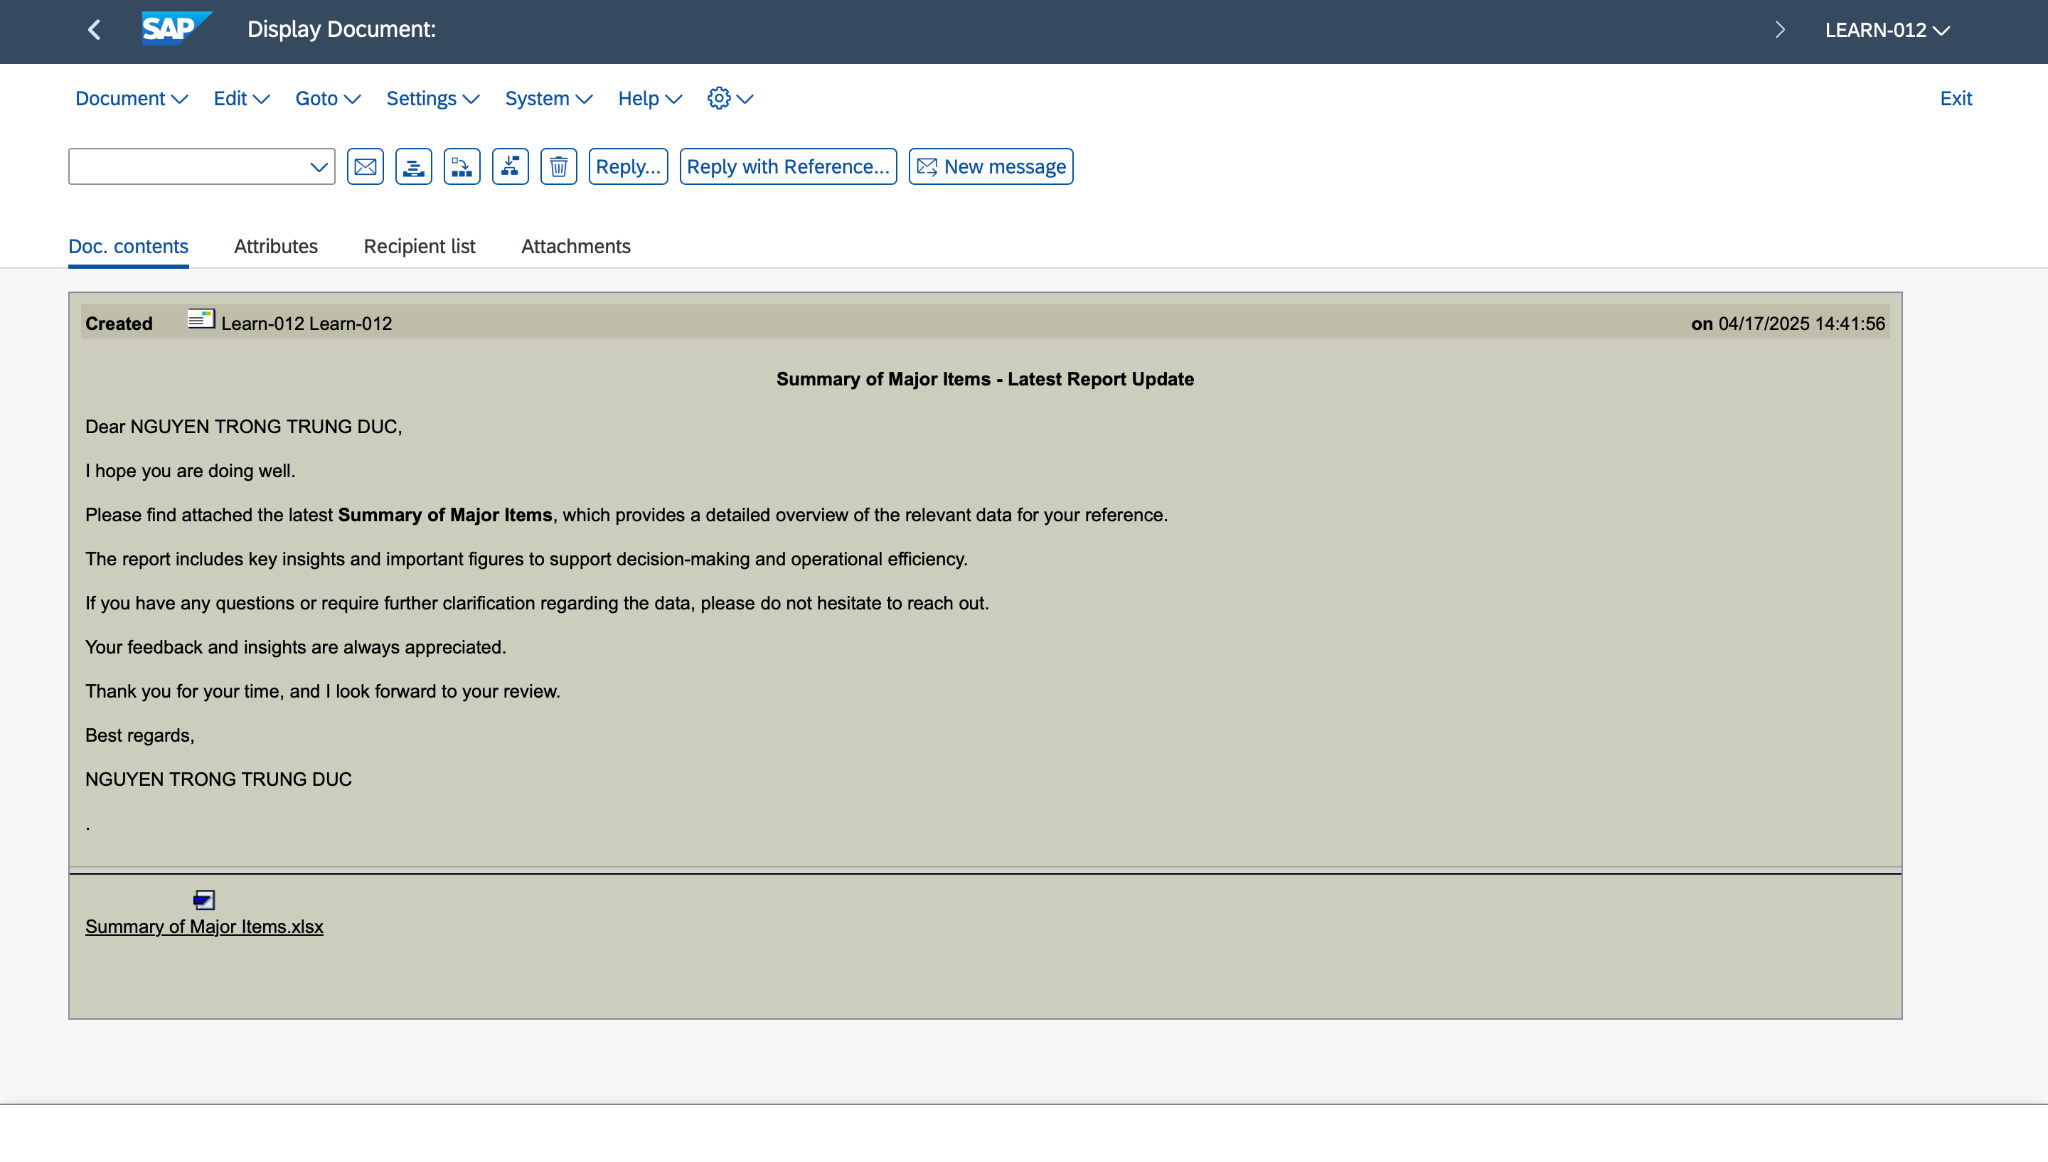 SAP Display Document: LEARN-012
Document Edit Goto Settings System Help Exit
Reply... Reply with Reference... New message
Doc. contents Attributes Recipient list Attachments
Created Learn-012 Learn-012 on 04/17/2025 14:41:56
Summary of Major Items - Latest Report Update
Dear NGUYEN TRONG TRUNG DUC,
I hope you are doing well.
Please find attached the latest Summary of Major Items, which provides a detailed overview of the relevant data for your reference.
The report includes key insights and important figures to support decision-making and operational efficiency.
If you have any questions or require further clarification regarding the data, please do not hesitate to reach out.
Your feedback and insights are always appreciated.
Thank you for your time, and I look forward to your review.
Best regards,
NGUYEN TRONG TRUNG DUC
.
Summary of Major Items.xlsx